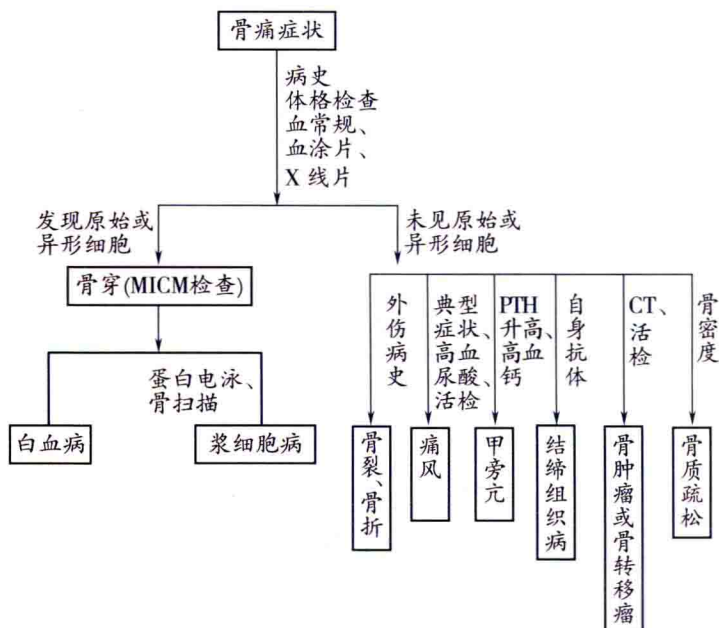 骨痛症状
病史
体格检查
血常规、
血涂片、
X 线片
发现原始或
异形细胞
未见原始或
异形细胞
骨穿(MICM检查)
蛋白电泳、
骨扫描
白血病
浆细胞病
外伤病史
典型
症状、
高血
尿酸、
活检
PTH
升高、
高血
钙
自身抗体
CT、
活
检
骨密度
骨裂、骨折
痛风
甲旁亢
结缔组织病
骨肿瘤或骨转移瘤
骨质疏松